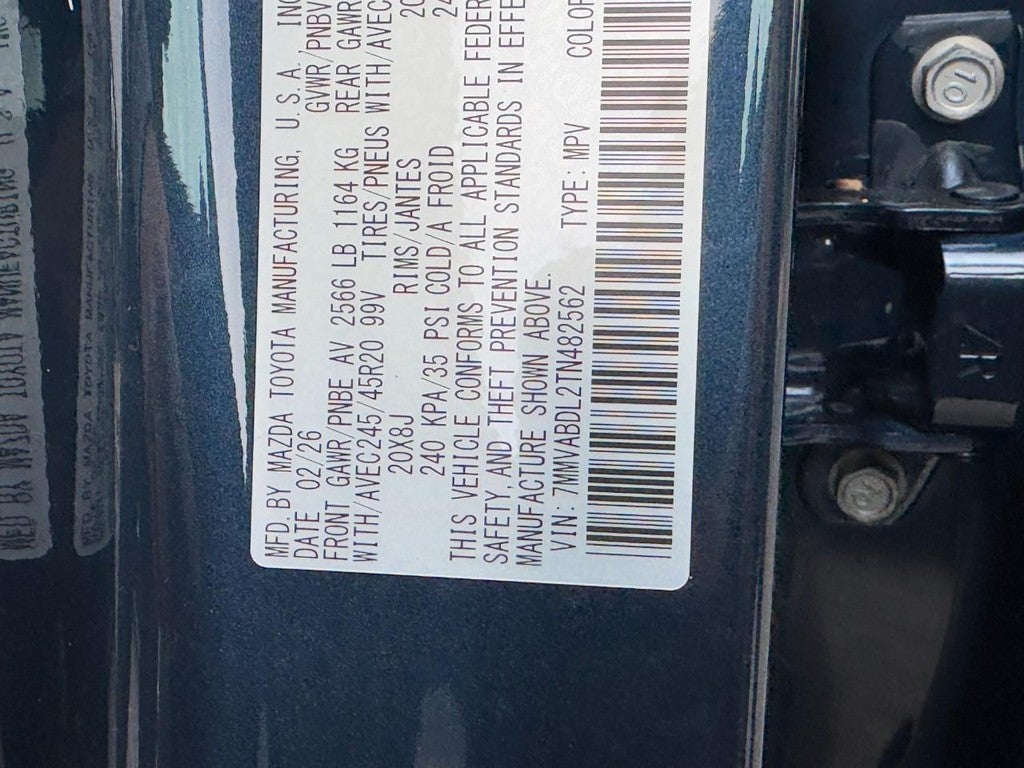 MFD. BY MAZDA TOYOTA MANUFACTURING, U.S.A. INC
DATE 02/26 GVWR/PNBV
FRONT GAWR/PNBE AV 2566 LB 1164 KG REAR GAWR
WITH/AVEC245/45R20 99V TIRES/PNEUS WITH/AVEC
20X8J RIMS/JANTES 20
240 KPA/35 PSI COLD/A FROID 24
THIS VEHICLE CONFORMS TO ALL APPLICABLE FEDER
SAFETY,AND THEFT PREVENTION STANDARDS IN EFFE
MANUFACTURE SHOWN ABOVE.
VIN: 7MMVABDL2TN482562 TYPE: MPV COLOR
10